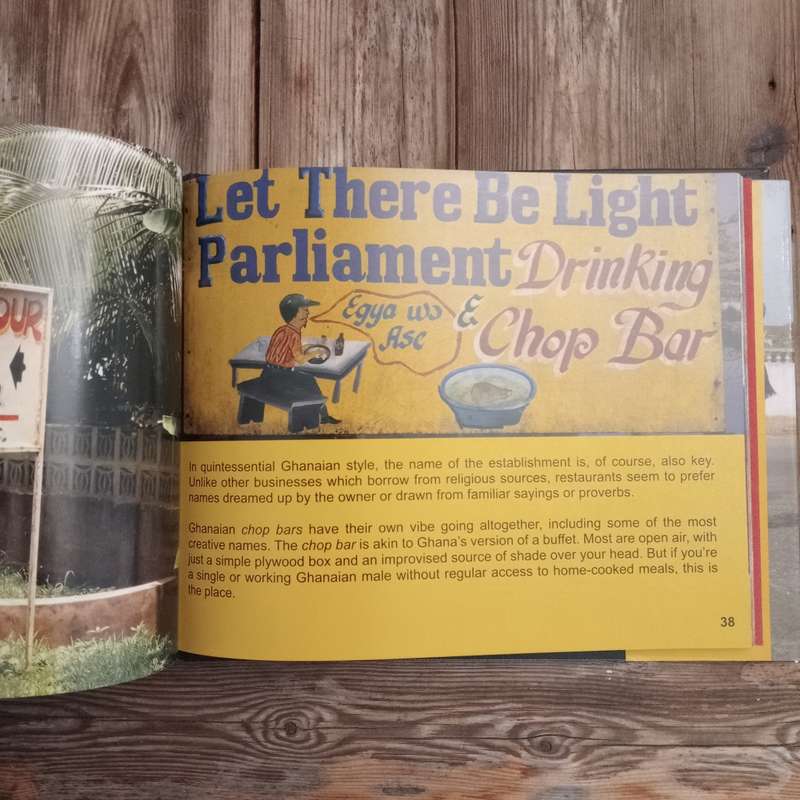 OUR
Let There Be Light
Parliament Drinking
& Chop Bar
Egya wo
Ase
In quintessential Ghanaian style, the name of the establishment is, of course, also key.
Unlike other businesses which borrow from religious sources, restaurants seem to prefer
names dreamed up by the owner or drawn from familiar sayings or proverbs.
Ghanaian chop bars have their own vibe going altogether, including some of the most
creative names. The chop bar is akin to Ghana's version of a buffet. Most are open air, with
just a simple plywood box and an improvised source of shade over your head. But if you're
a single or working Ghanaian male without regular access to home-cooked meals, this is
the place.
38